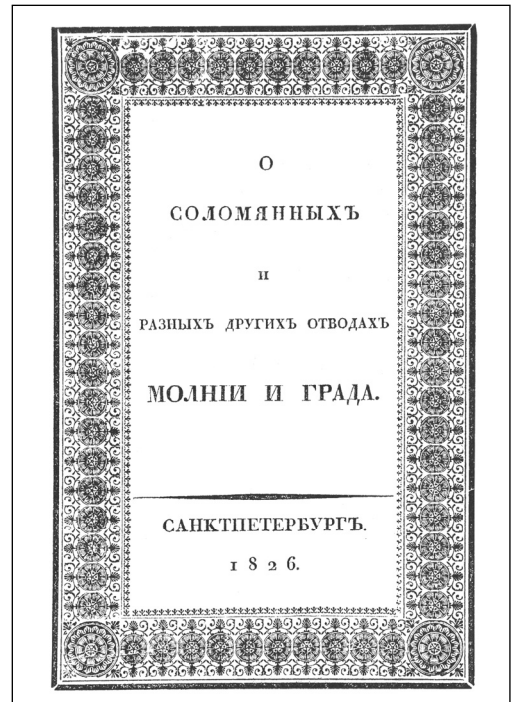 О
СОЛОМЯННЫХЪ
И
РАЗНЫХЪ ДРУГИХЪ ОТВОДАХЪ
МОЛНІИ И ГРАДА.
САНКТПЕТЕРБУРГЪ.
1826.